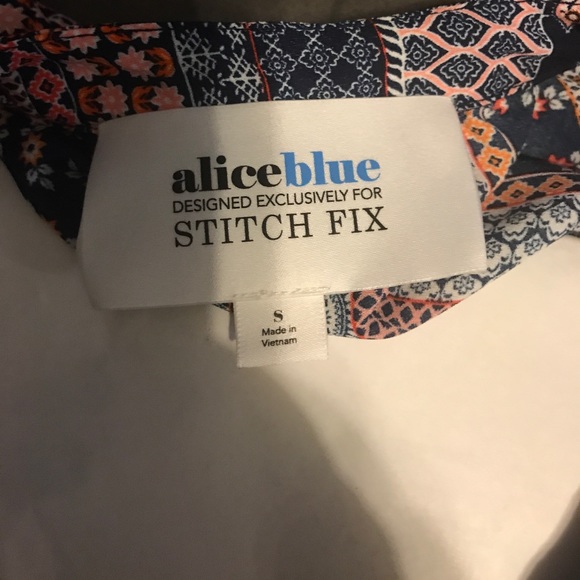 aliceblue
DESIGNED EXCLUSIVELY FOR
STITCH FIX
S
Made in
Vietnam